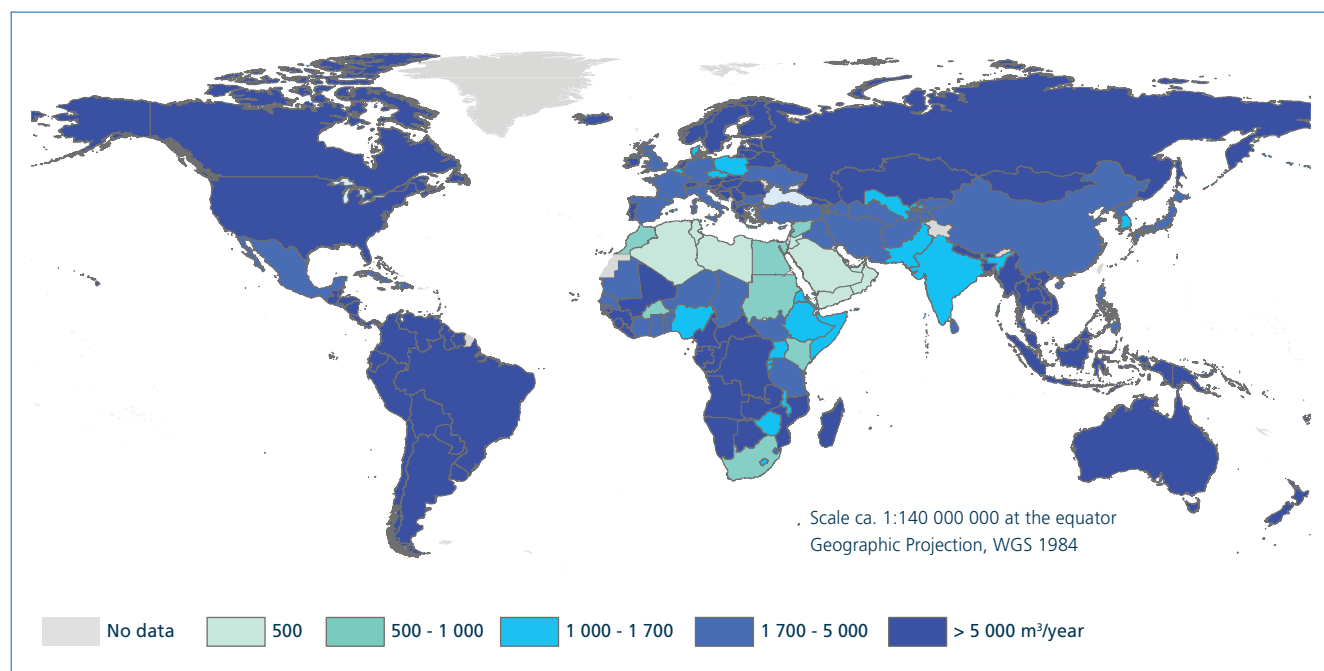 Scale ca. 1:140 000 000 at the equator
Geographic Projection, WGS 1984
No data 500 500 - 1 000 1 000 - 1 700 1 700 - 5 000 > 5 000 m³/year